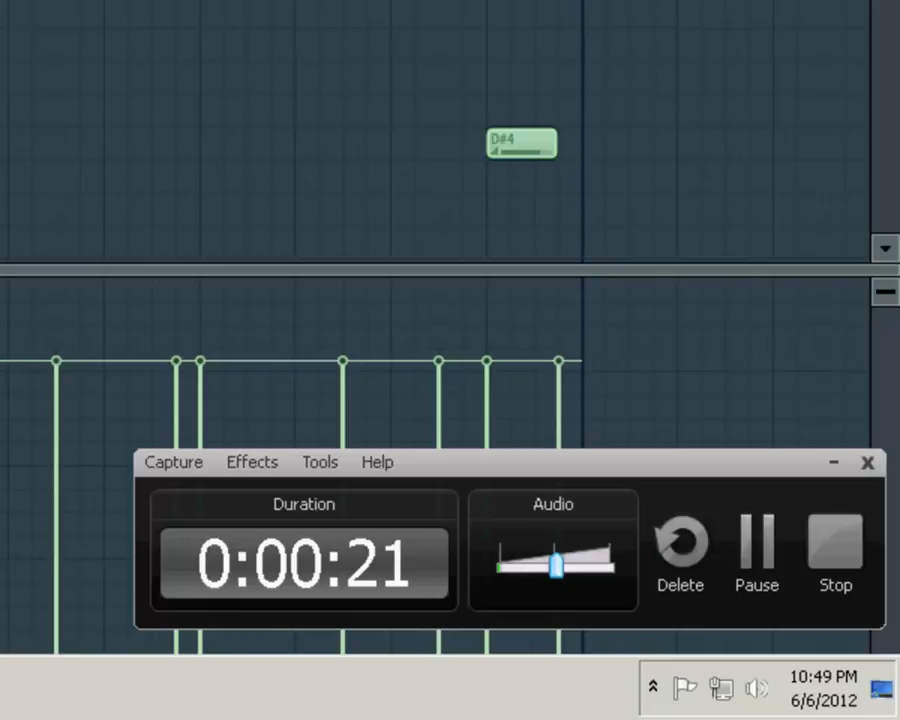 D#4
Capture Effects Tools Help
Duration Audio
0:00:21
Delete Pause Stop
10:49 PM
6/6/2012